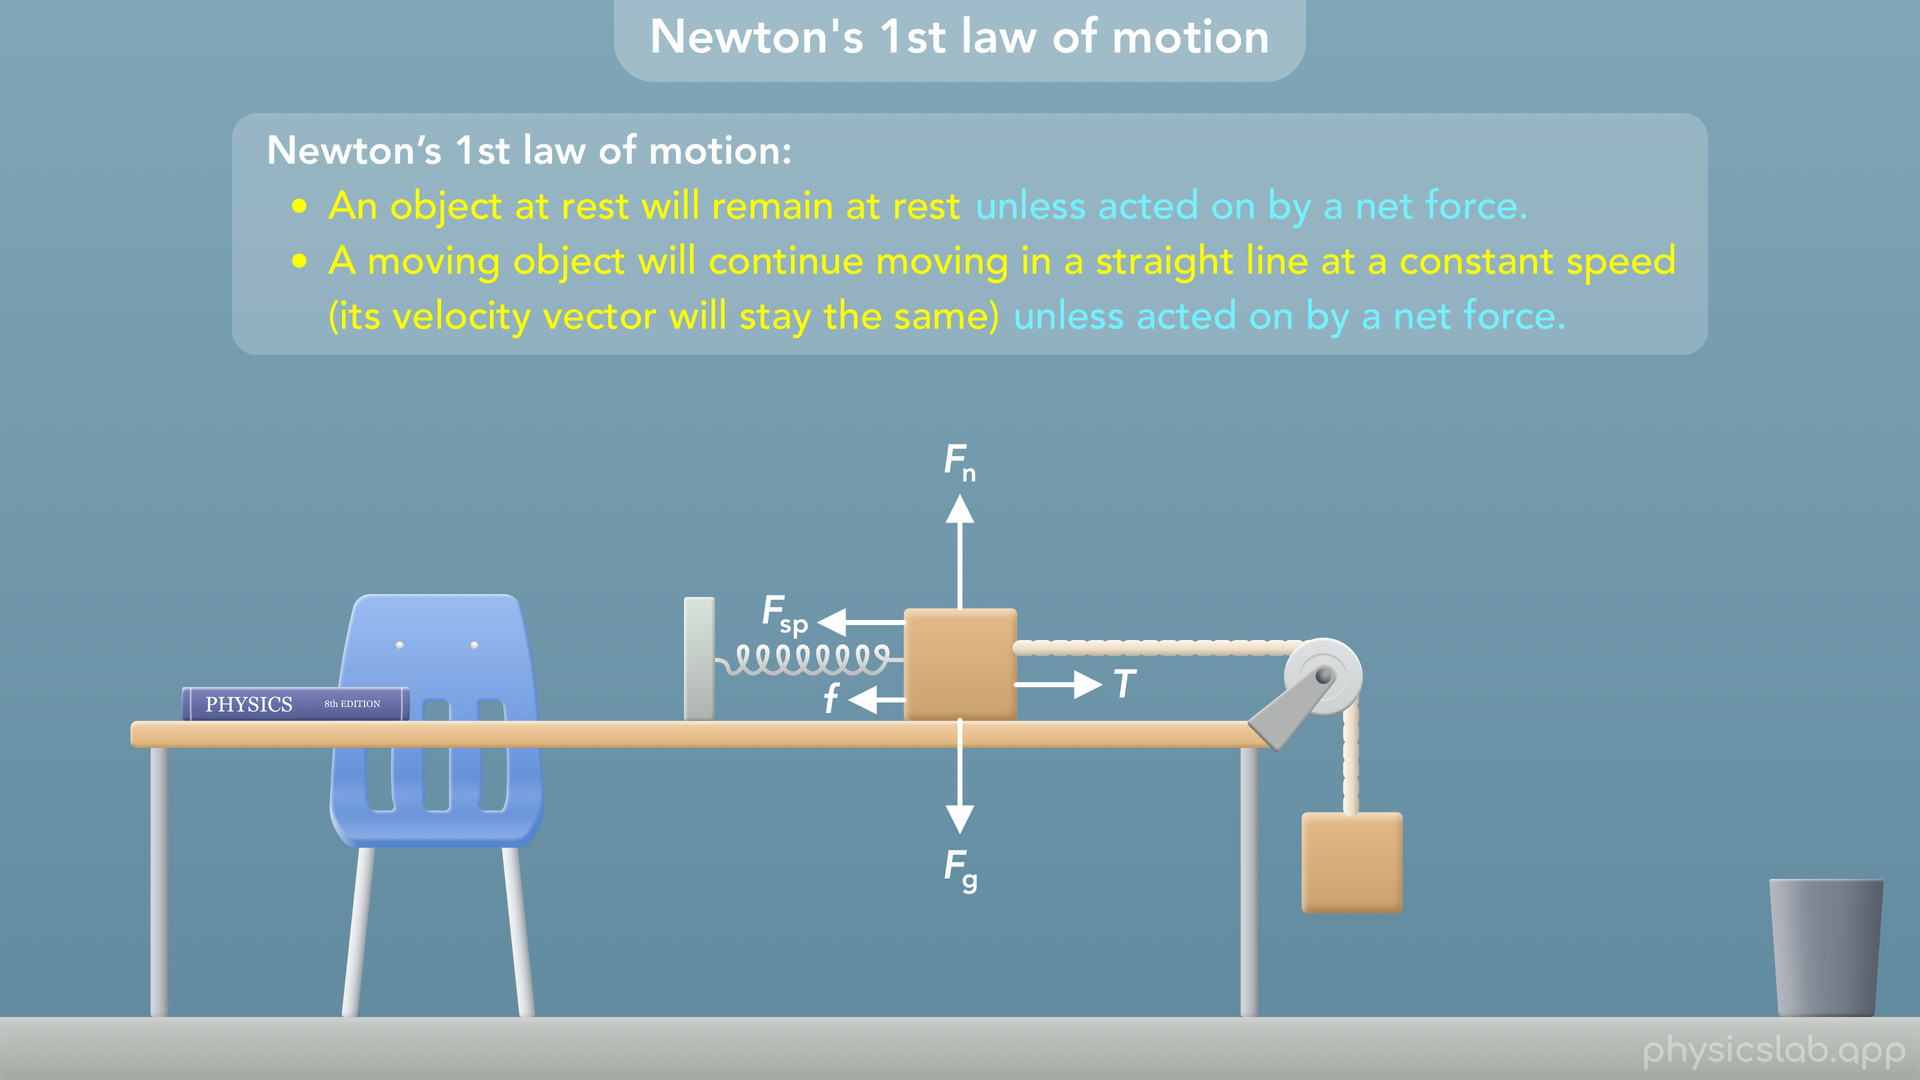 Newton's 1st law of motion
Newton’s 1st law of motion:
• An object at rest will remain at rest unless acted on by a net force.
• A moving object will continue moving in a straight line at a constant speed
(its velocity vector will stay the same) unless acted on by a net force.
Fn
Fsp
f
T
PHYSICS 8th EDITION
Fg
physicslab.app